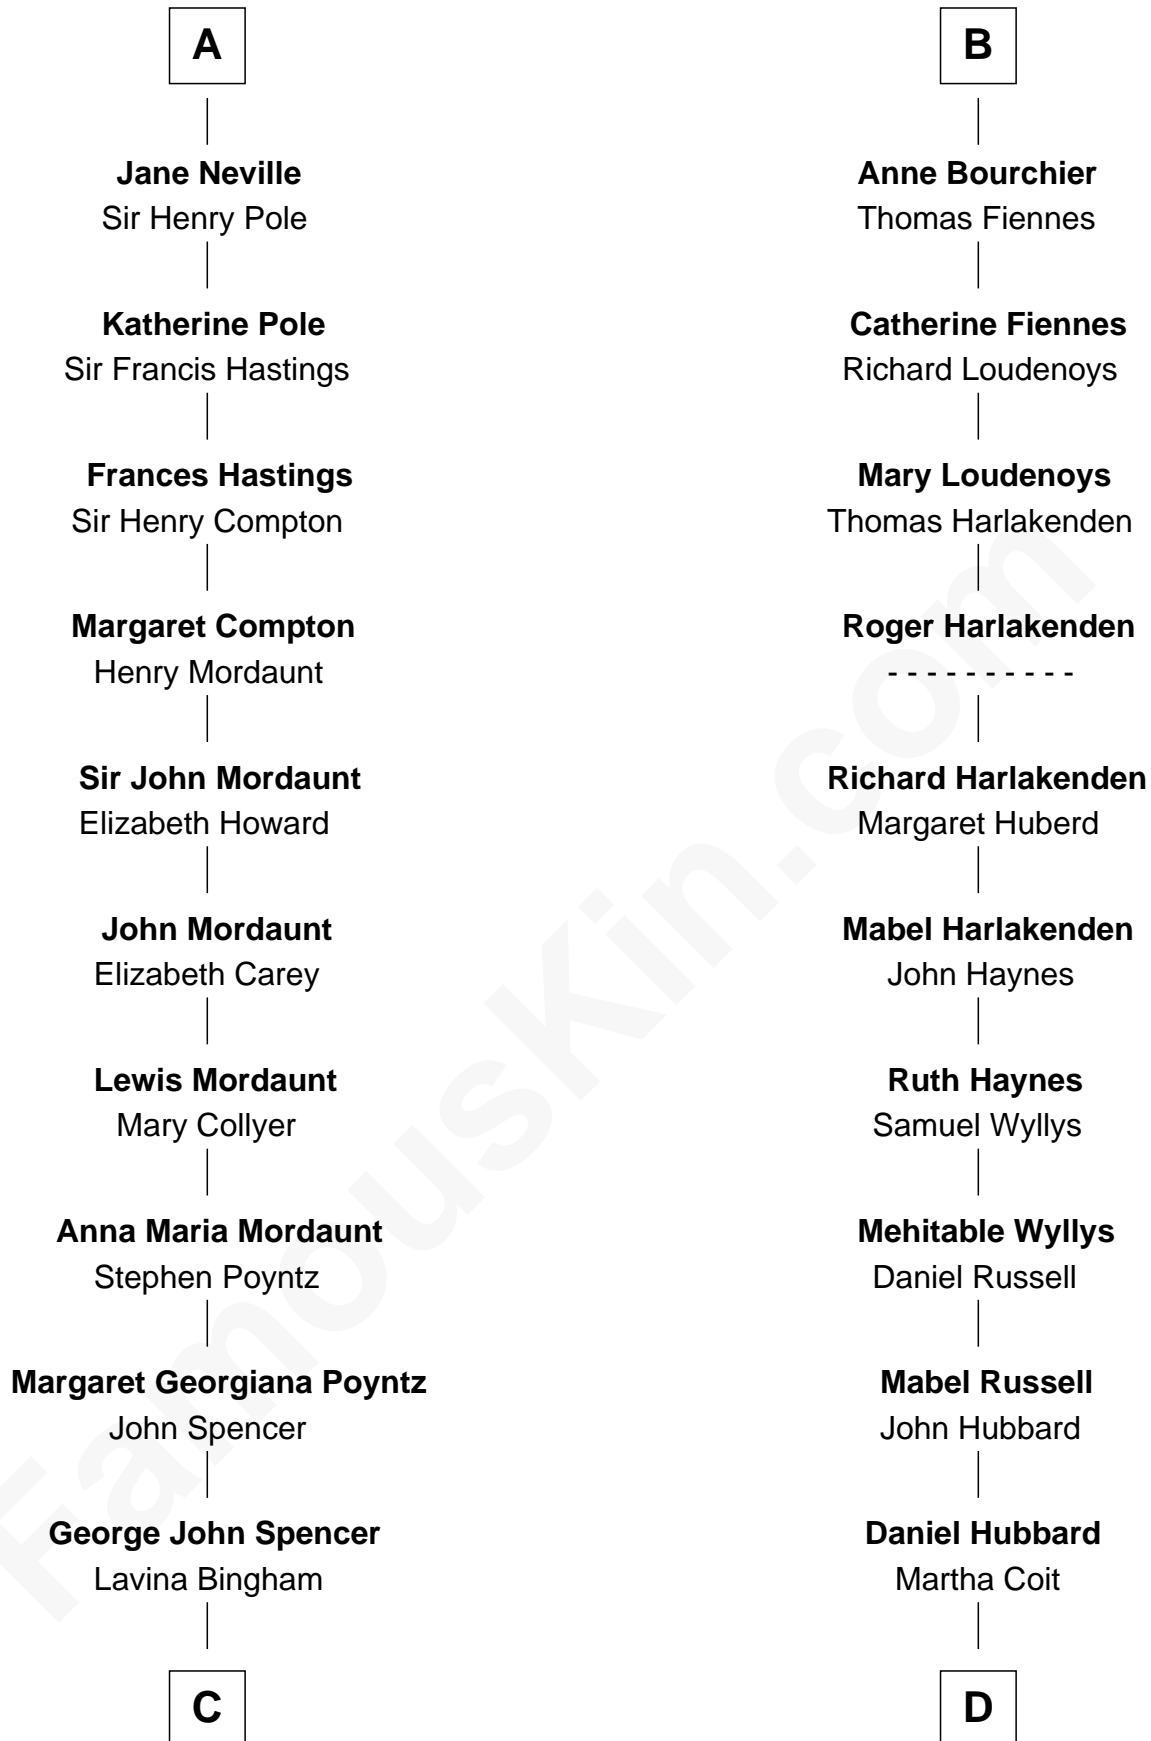 A
Jane Neville
Sir Henry Pole
Katherine Pole
Sir Francis Hastings
Frances Hastings
Sir Henry Compton
Margaret Compton
Henry Mordaunt
Sir John Mordaunt
Elizabeth Howard
John Mordaunt
Elizabeth Carey
Lewis Mordaunt
Mary Collyer
Anna Maria Mordaunt
Stephen Poyntz
Margaret Georgiana Poyntz
John Spencer
George John Spencer
Lavina Bingham
C
B
Anne Bourchier
Thomas Fiennes
Catherine Fiennes
Richard Loudenoys
Mary Loudenoys
Thomas Harlakenden
Roger Harlakenden
- - - - - - - - - -
Richard Harlakenden
Margaret Huberd
Mabel Harlakenden
John Haynes
Ruth Haynes
Samuel Wyllys
Mehitable Wyllys
Daniel Russell
Mabel Russell
John Hubbard
Daniel Hubbard
Martha Coit
D
FamousKin.com